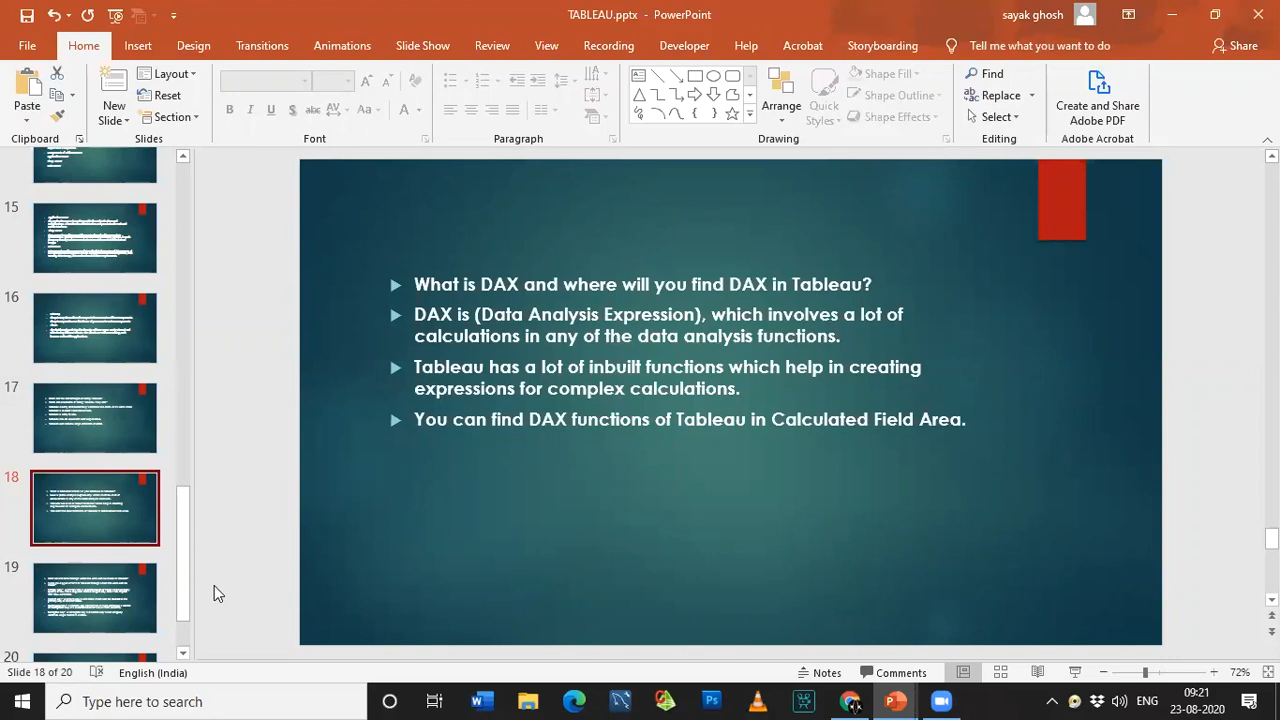 TABLEAU.pptx - PowerPoint
sayak ghosh
File Home Insert Design Transitions Animations Slide Show Review View Recording Developer Help Acrobat Storyboarding Tell me what you want to do Share
Paste
New Slide
Layout
Reset
Section
Arrange
Quick Styles
Shape Fill
Shape Outline
Shape Effects
Find
Replace
Select
Create and Share Adobe PDF
Clipboard Slides Font Paragraph Drawing Editing Adobe Acrobat
15
16
17
18
19
20
What is DAX and where will you find DAX in Tableau?
DAX is (Data Analysis Expression), which involves a lot of
calculations in any of the data analysis functions.
Tableau has a lot of inbuilt functions which help in creating
expressions for complex calculations.
You can find DAX functions of Tableau in Calculated Field Area.
Slide 18 of 20 English (India) Notes Comments 72%
Type here to search
ENG
09:21
23-08-2020